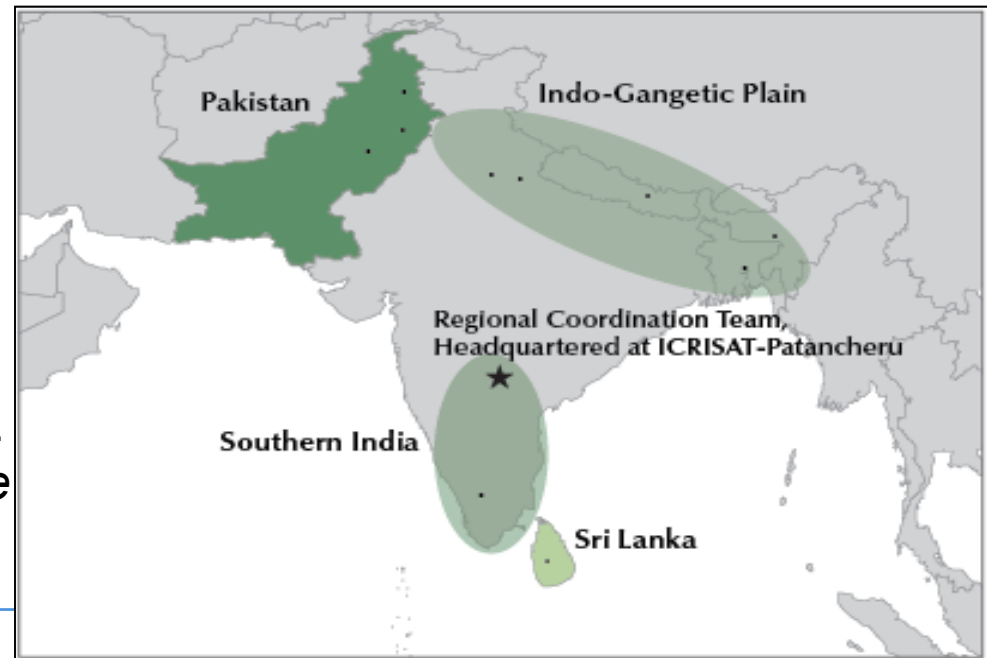 Pakistan
Indo-Gangetic Plain
Regional Coordination Team,
Headquartered at ICRISAT-Patancheru
Southern India
Sri Lanka